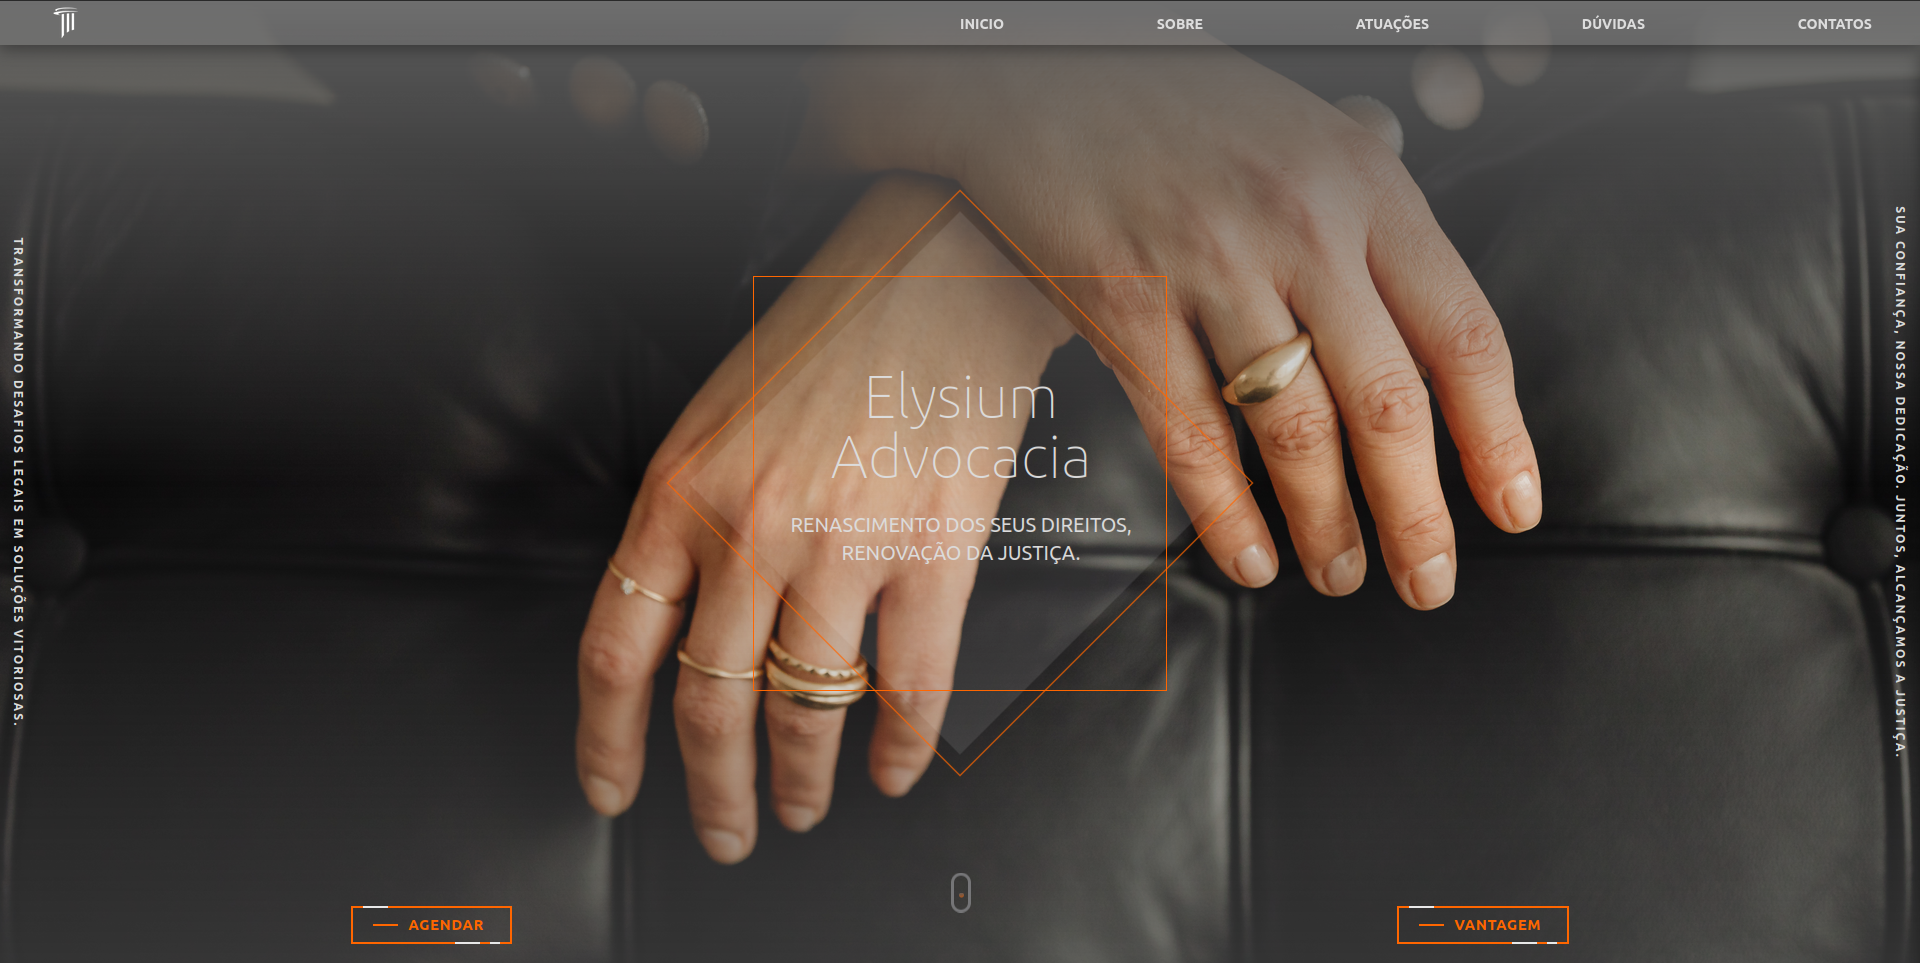 INICIO
SOBRE
ATUAÇÕES
DÚVIDAS
CONTATOS
TRANSFORMANDO DESAFIOS LEGAIS EM SOLUÇÕES VITORIOSAS.
SUA CONFIANÇA, NOSSA DEDICAÇÃO. JUNTOS, ALCANÇAMOS A JUSTIÇA.
Elysium
Advocacia
RENASCIMENTO DOS SEUS DIREITOS,
RENOVAÇÃO DA JUSTIÇA.
AGENDAR
VANTAGEM